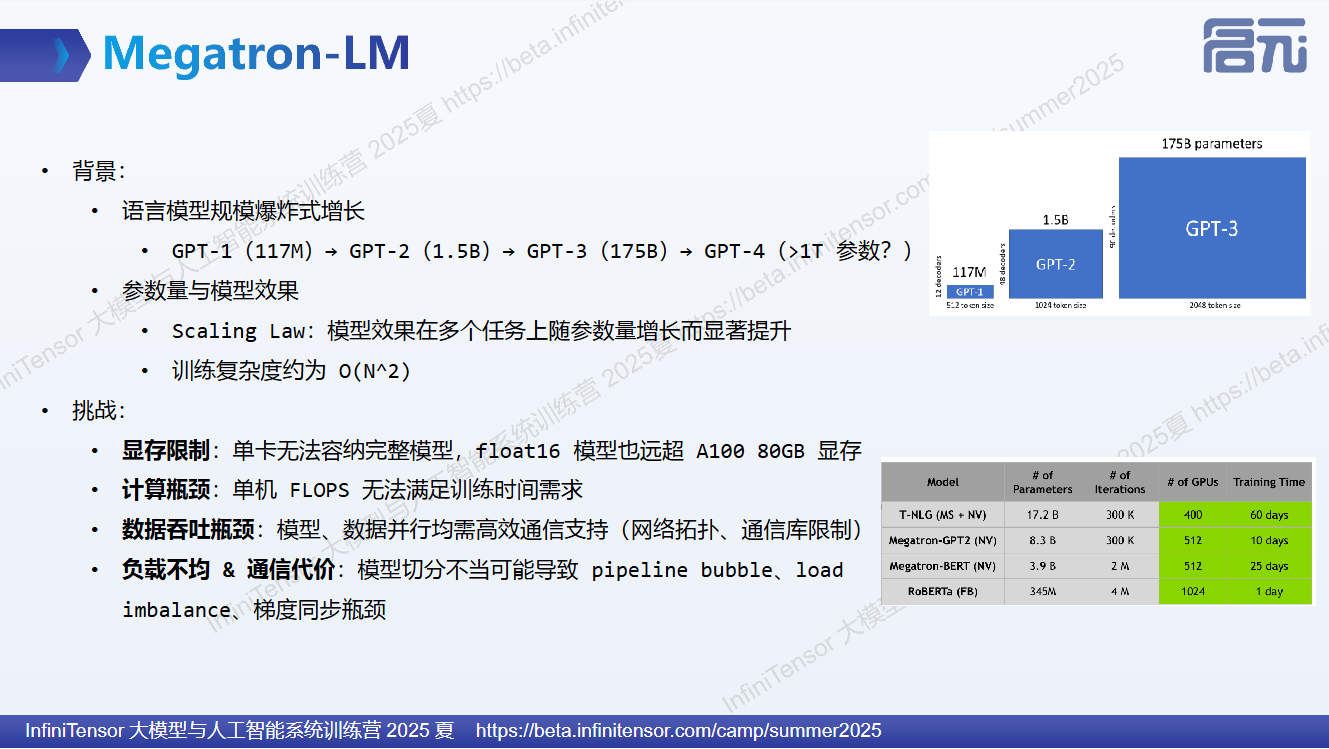 Megatron-LM
启元
• 背景：
• 语言模型规模爆炸式增长
• GPT-1（117M）→ GPT-2（1.5B）→ GPT-3（175B）→ GPT-4（>1T 参数？）
• 参数量与模型效果
• Scaling Law：模型效果在多个任务上随参数量增长而显著提升
• 训练复杂度约为 O(N^2)
• 挑战：
• 显存限制：单卡无法容纳完整模型，float16 模型也远超 A100 80GB 显存
• 计算瓶颈：单机 FLOPS 无法满足训练时间需求
• 数据吞吐瓶颈：模型、数据并行均需高效通信支持（网络拓扑、通信库限制）
• 负载不均 & 通信代价：模型切分不当可能导致 pipeline bubble、load
imbalance、梯度同步瓶颈
175B parameters
1.5B
117M
GPT-3
GPT-2
GPT-1
12 decoders
48 decoders
512 token size
1024 token size
2048 token size
Model # of Parameters # of Iterations # of GPUs Training Time
T-NLG (MS + NV) 17.2 B 300 K 400 60 days
Megatron-GPT2 (NV) 8.3 B 300 K 512 10 days
Megatron-BERT (NV) 3.9 B 2 M 512 25 days
RoBERTa (FB) 345M 4 M 1024 1 day
InfiniTensor 大模型与人工智能系统训练营 2025夏 https://beta.infinitensor.com/camp/summer2025
InfiniTensor 大模型与人工智能系统训练营 2025 夏 https://beta.infinitensor.com/camp/summer2025